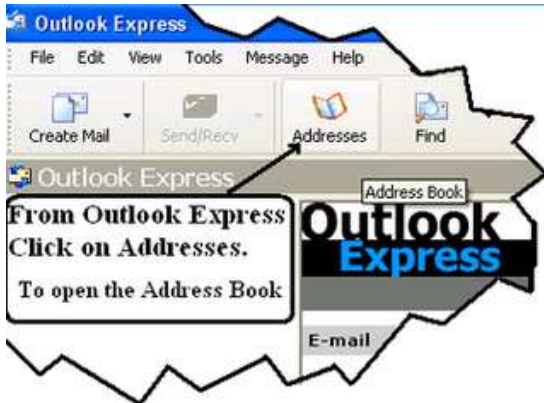 Outlook Express
File Edit View Tools Message Help
Create Mail Send/Recv Addresses Find
Outlook Express
Address Book
From Outlook Express
Click on Addresses.
To open the Address Book
Outlook
Express
E-mail